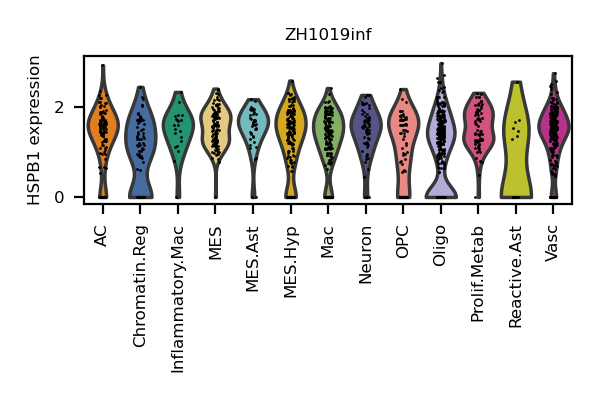 ZH1019inf
HSPB1 expression
2
0
AC
Chromatin.Reg
Inflammatory.Mac
MES
MES.Ast
MES.Hyp
Mac
Neuron
OPC
Oligo
Prolif.Metab
Reactive.Ast
Vasc